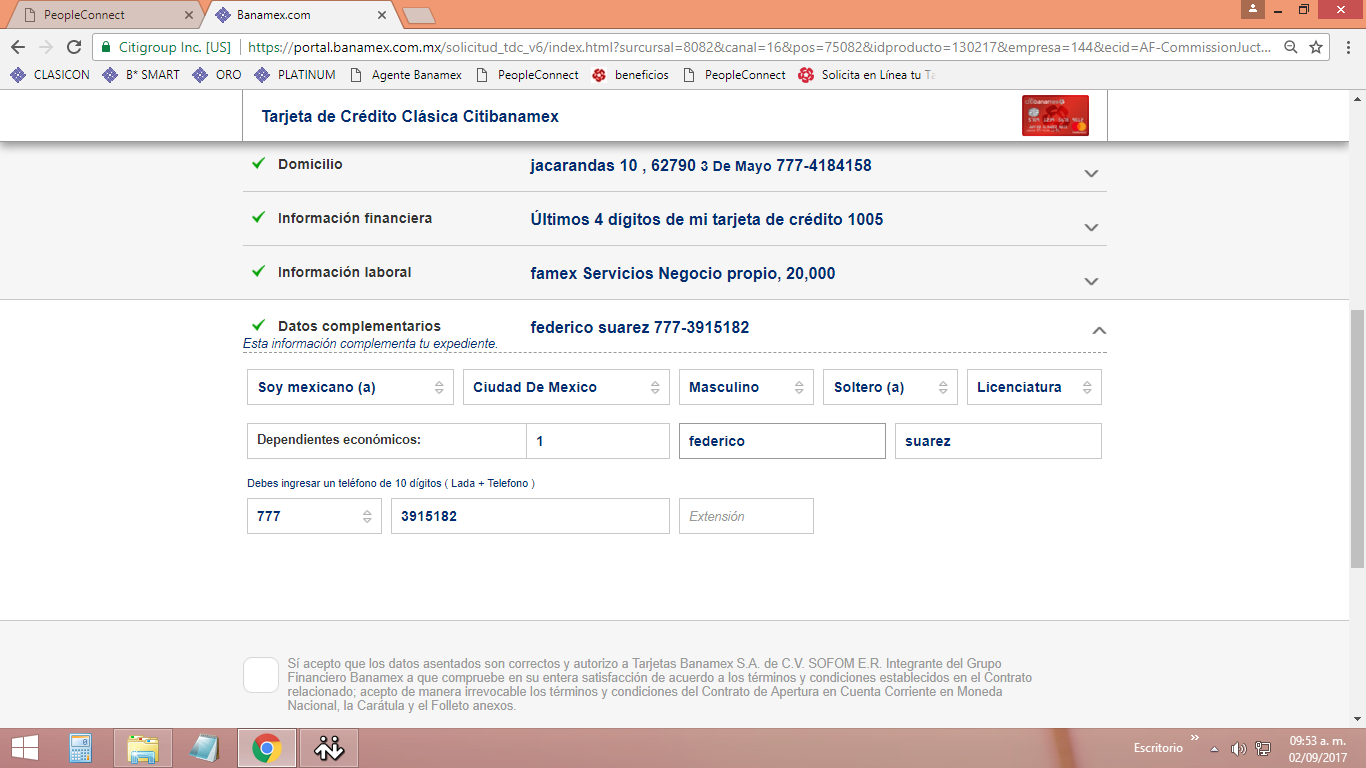 PeopleConnect
Banamex.com
Citigroup Inc. [US]
https://portal.banamex.com.mx/solicitud_tdc_v6/index.html?surcursal=8082&canal=16&pos=75082&idproducto=130217&empresa=144&ecid=AF-CommissionJuct...
CLASICON
B* SMART
ORO
PLATINUM
Agente Banamex
PeopleConnect
beneficios
PeopleConnect
Solicita en Línea tu Ta
Tarjeta de Crédito Clásica Citibanamex
Domicilio
jacarandas 10 , 62790 3 De Mayo 777-4184158
Información financiera
Últimos 4 dígitos de mi tarjeta de crédito 1005
Información laboral
famex Servicios Negocio propio, 20,000
Datos complementarios
federico suarez 777-3915182
Esta información complementa tu expediente.
Soy mexicano (a)
Ciudad De Mexico
Masculino
Soltero (a)
Licenciatura
Dependientes económicos:
1
federico
suarez
Debes ingresar un teléfono de 10 dígitos ( Lada + Telefono )
777
3915182
Extensión
Sí acepto que los datos asentados son correctos y autorizo a Tarjetas Banamex S.A. de C.V. SOFOM E.R. Integrante del Grupo
Financiero Banamex a que compruebe en su entera satisfacción de acuerdo a los términos y condiciones establecidos en el Contrato
relacionado; acepto de manera irrevocable los términos y condiciones del Contrato de Apertura en Cuenta Corriente en Moneda
Nacional, la Carátula y el Folleto anexos.
Escritorio
09:53 a. m.
02/09/2017